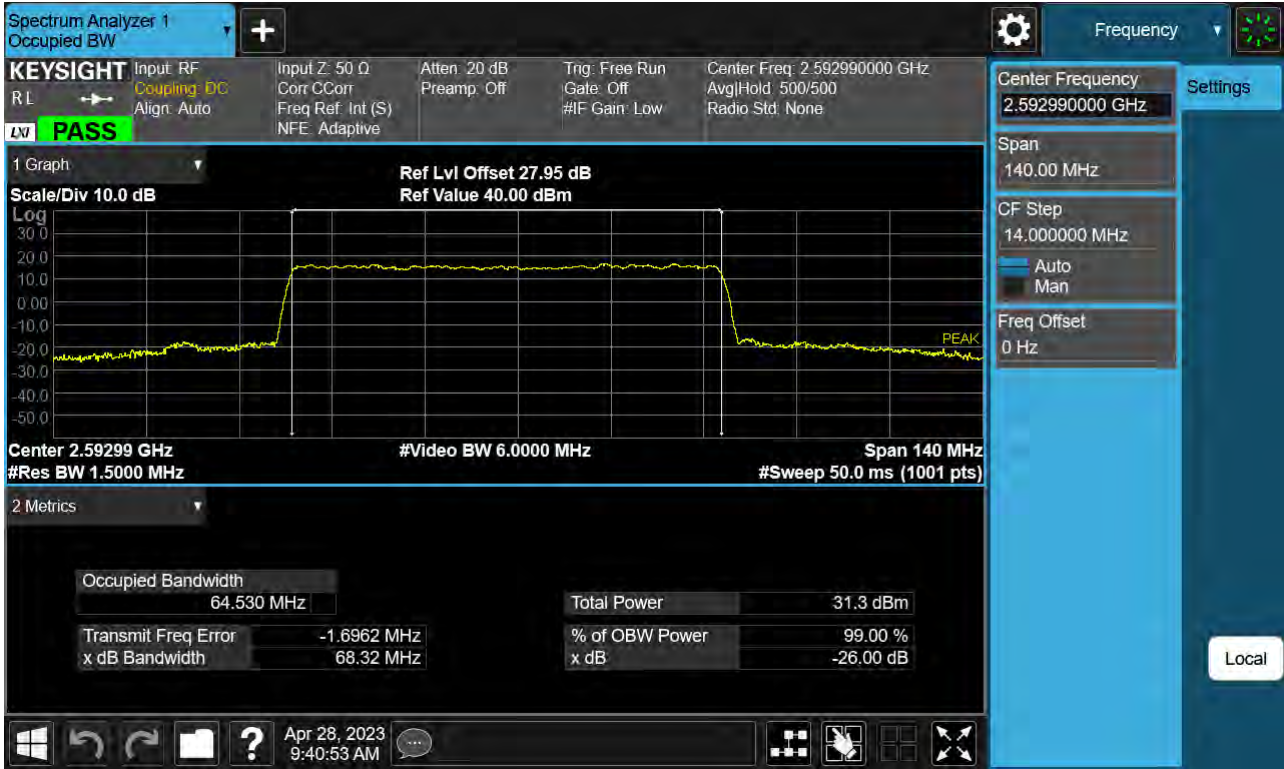 Spectrum Analyzer 1
Occupied BW
+
Frequency
KEYSIGHT
R L
LXI
PASS
Input: RF
Coupling: DC
Align: Auto
Input Z: 50 Ω
Corr CCorr
Freq Ref: Int (S)
NFE: Adaptive
Atten: 20 dB
Preamp: Off
Trig: Free Run
Gate: Off
#IF Gain: Low
Center Freq: 2.592990000 GHz
Avg|Hold: 500/500
Radio Std: None
1 Graph
Scale/Div 10.0 dB
Ref Lvl Offset 27.95 dB
Ref Value 40.00 dBm
Log
30.0
20.0
10.0
0.00
-10.0
-20.0
-30.0
-40.0
-50.0
PEAK
Center 2.59299 GHz
#Video BW 6.0000 MHz
Span 140 MHz
#Res BW 1.5000 MHz
#Sweep 50.0 ms (1001 pts)
2 Metrics
Occupied Bandwidth
64.530 MHz
Total Power 31.3 dBm
Transmit Freq Error -1.6962 MHz
% of OBW Power 99.00 %
x dB Bandwidth 68.32 MHz
x dB -26.00 dB
Center Frequency
2.592990000 GHz
Settings
Span
140.00 MHz
CF Step
14.000000 MHz
Auto
Man
Freq Offset
0 Hz
Local
?
Apr 28, 2023
9:40:53 AM